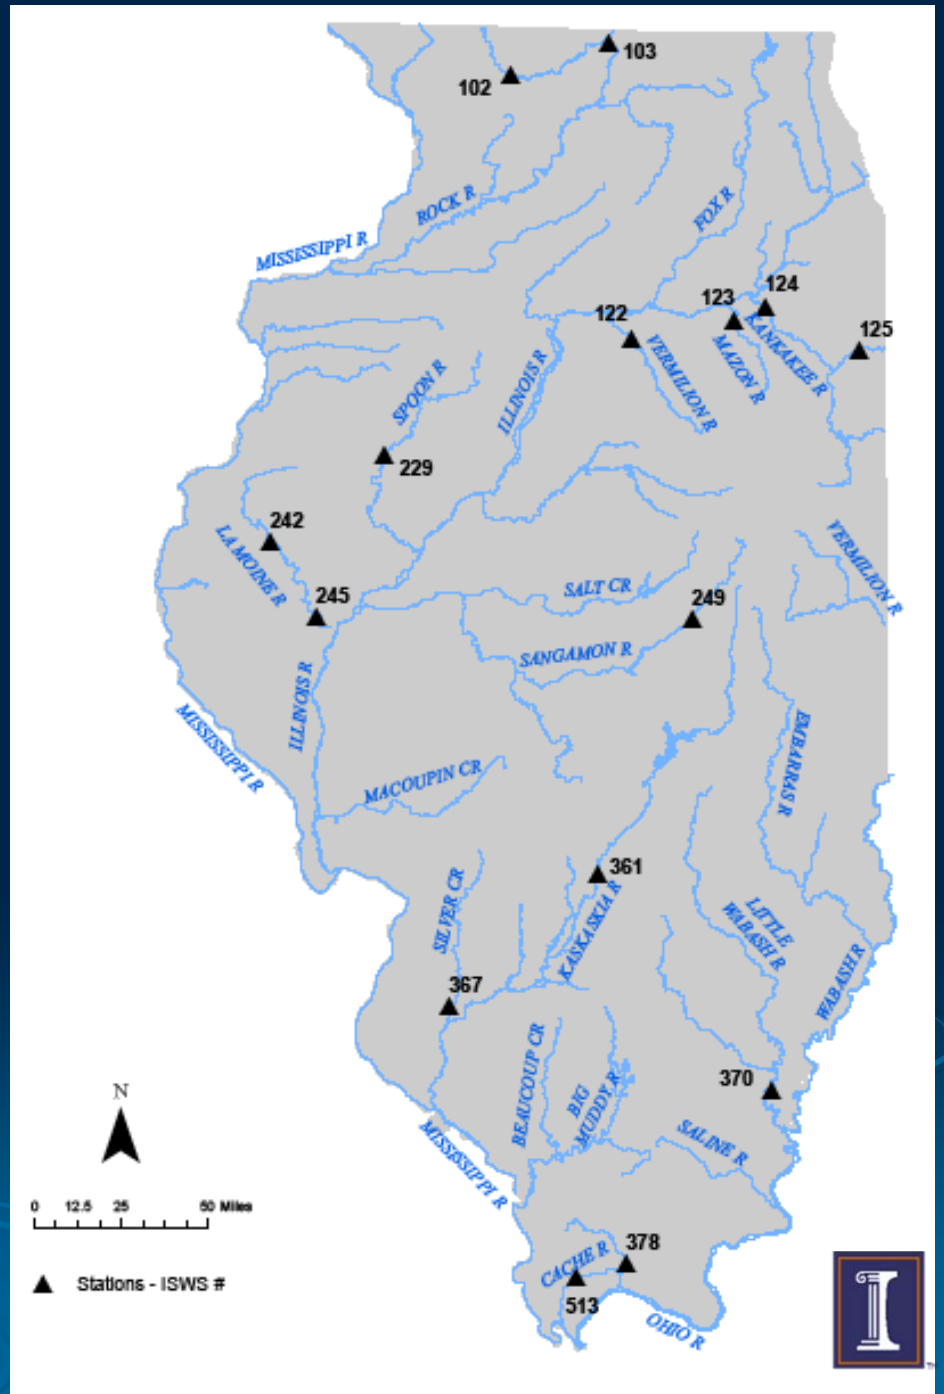 103
102
ROCK R
FOX R
MISSISSIPPI R
124
123
122
125
KANKAKEE R
MAZON R
VERMILION R
ILLINOIS R
SPOON R
229
242
LA MOINE R
VERMILION R
245
SALT CR
249
SANGAMON R
ILLINOIS R
MISSISSIPPI R
EMBARRAS R
MACOUPIN CR
361
SILVER CR
KASKASKIA R
LITTLE
WABASH R
WABASH R
367
BEAUCOUP CR
BIG
MUDDY R
370
N
MISSISSIPPI R
SALINE R
0 12.5 25 50 Miles
378
CACHE R
Stations - ISWS #
513
OHIO R
I